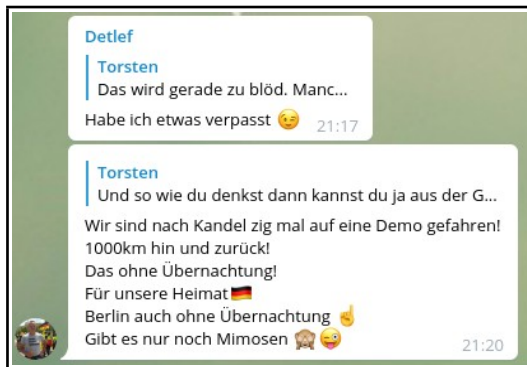 Detlef
Torsten
Das wird gerade zu blöd. Manc...
Habe ich etwas verpasst 😉 21:17
Torsten
Und so wie du denkst dann kannst du ja aus der G...
Wir sind nach Kandel zig mal auf eine Demo gefahren!
1000km hin und zurück!
Das ohne Übernachtung!
Für unsere Heimat 🇩🇪
Berlin auch ohne Übernachtung ☝️
Gibt es nur noch Mimosen 🙈😜 21:20